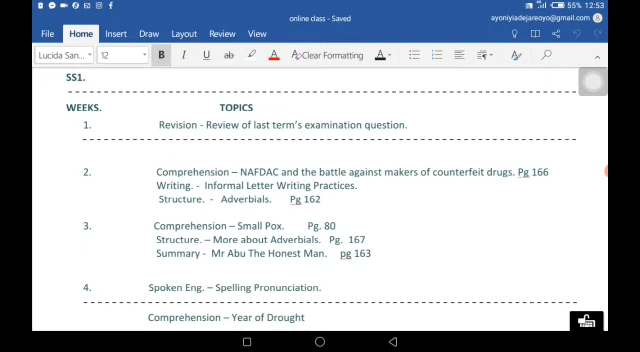 55% 12:53
online class - Saved
ayoniyiadejareoyo@gmail.com
File Home Insert Draw Layout Review View
Lucida San... 12 B I U ab A Clear Formatting A
SS1.
WEEKS. TOPICS
1. Revision - Review of last term's examination question.
2. Comprehension – NAFDAC and the battle against makers of counterfeit drugs. Pg 166
Writing. - Informal Letter Writing Practices.
Structure. - Adverbials. Pg 162
3. Comprehension – Small Pox. Pg. 80
Structure. – More about Adverbials. Pg. 167
Summary - Mr Abu The Honest Man. pg 163
4. Spoken Eng. – Spelling Pronunciation.
Comprehension – Year of Drought